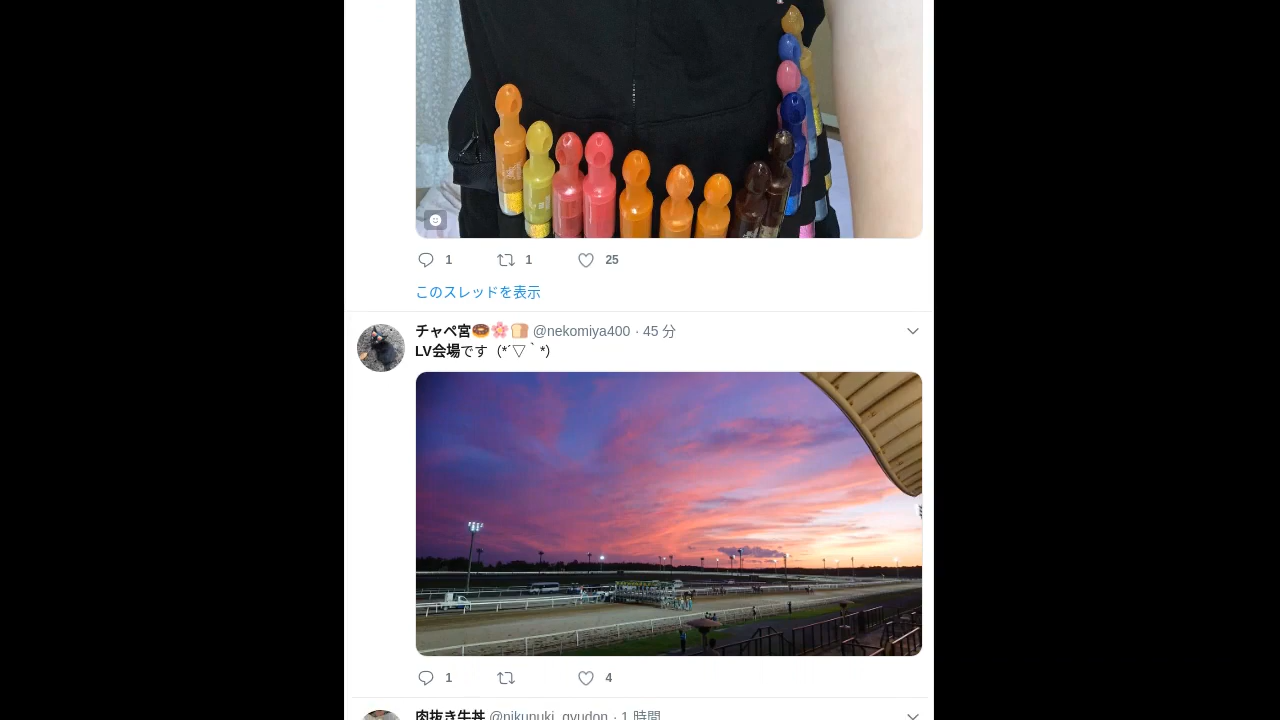 1 1 25
このスレッドを表示
チャペ宮🍩🌸🍞 @nekomiya400 · 45 分
LV会場です (*´▽｀*)
1 4
肉抜き牛丼 @nikunuki_gyudon · 1 時間